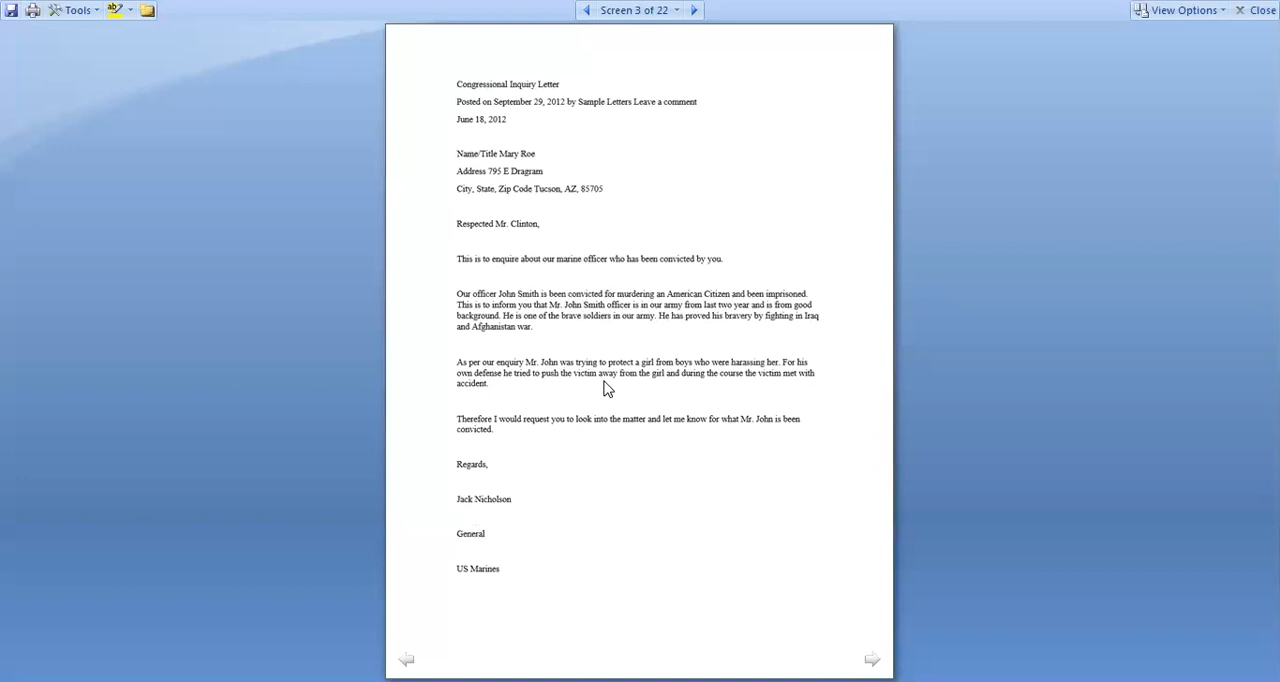 Tools
Screen 3 of 22
View Options
Close
Congressional Inquiry Letter
Posted on September 29, 2012 by Sample Letters Leave a comment
June 18, 2012
Name/Title Mary Roe
Address 795 E Dragram
City, State, Zip Code Tucson, AZ, 85705
Respected Mr. Clinton,
This is to enquire about our marine officer who has been convicted by you.
Our officer John Smith is been convicted for murdering an American Citizen and been imprisoned.
This is to inform you that Mr. John Smith officer is in our army from last two year and is from good
background. He is one of the brave soldiers in our army. He has proved his bravery by fighting in Iraq
and Afghanistan war.
As per our enquiry Mr. John was trying to protect a girl from boys who were harassing her. For his
own defense he tried to push the victim away from the girl and during the course the victim met with
accident.
Therefore I would request you to look into the matter and let me know for what Mr. John is been
convicted.
Regards,
Jack Nicholson
General
US Marines